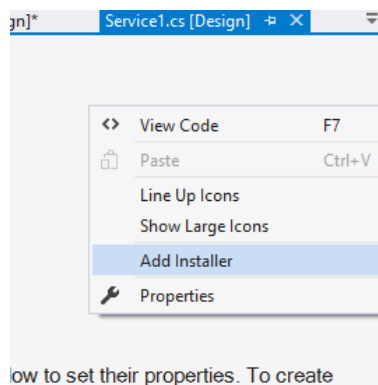 gn]*
Service1.cs [Design]
View Code F7
Paste Ctrl+V
Line Up Icons
Show Large Icons
Add Installer
Properties
low to set their properties. To create